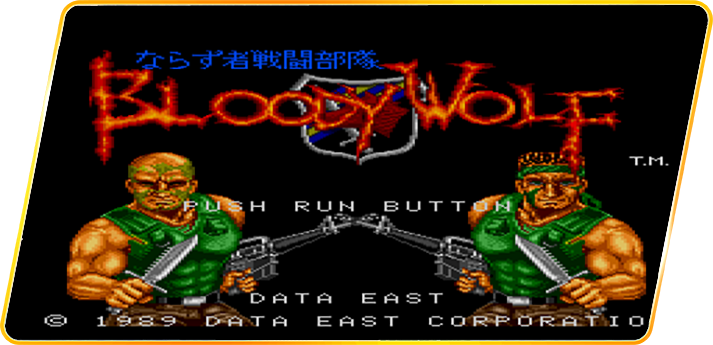 ならず者戦闘部隊
BLOODY WOLF
T.M.
PUSH RUN BUTTON
DATA EAST
© 1989 DATA EAST CORPORATIO